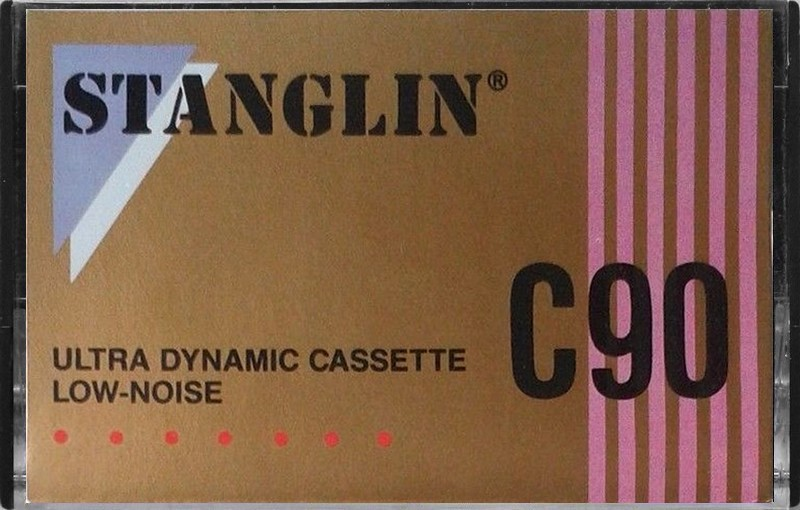 STANGLIN®
C90
ULTRA DYNAMIC CASSETTE
LOW-NOISE